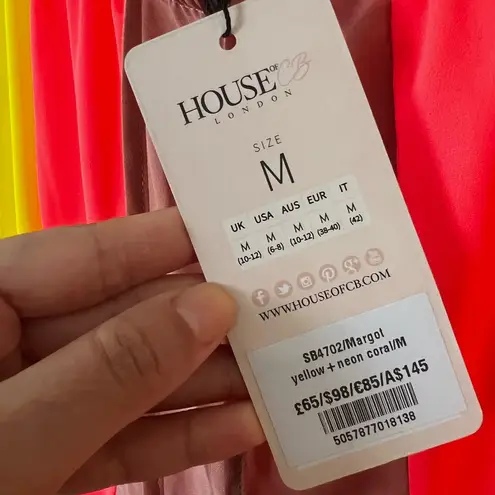 HOUSE OF CB
LONDON
SIZE
M
UK USA AUS EUR IT
M M M M M
(10-12) (6-8) (10-12) (38-40) (42)
WWW.HOUSEOFCB.COM
SB4702/Margot
yellow + neon coral/M
£65/$98/€85/A$145
5057877018138